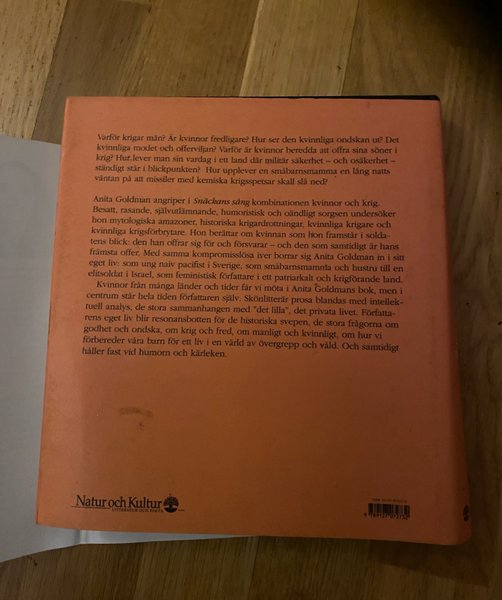 Varför krigar män? Är kvinnor fredligare? Hur ser den kvinnliga ondskan ut? Det
kvinnliga modet och offerviljan? Varför är kvinnor beredda att offra sina söner i
krig? Hur lever man sin vardag i ett land där militär säkerhet – och osäkerhet –
ständigt står i blickpunkten? Hur upplever en småbarnsmamma en lång natts
väntan på att missiler med kemiska krigsspetsar skall slå ned?
Anita Goldman angriper i Snäckans sång kombinationen kvinnor och krig.
Besatt, rasande, självutlämnande, humoristisk och oändligt sorgsen undersöker
hon mytologiska amazoner, historiska krigardrottningar, kvinnliga krigare och
kvinnliga krigsförbrytare. Hon berättar om kvinnan som hon framstår i solda-
tens blick: den han offrar sig för och försvarar – och den som samtidigt är hans
främsta offer. Med samma kompromisslösa iver borrar sig Anita Goldman in i sitt
eget liv: som ung naiv pacifist i Sverige, som småbarnsmamma och hustru till en
elitsoldat i Israel, som feministisk författare i ett patriarkalt och krigförande land.
Kvinnor från många länder och tider får vi möta i Anita Goldmans bok, men i
centrum står hela tiden författaren själv. Skönlitterär prosa blandas med intellek-
tuell analys, de stora sammanhangen med "det lilla", det privata livet. Författa-
rens eget liv blir resonansbotten för de historiska svepen, de stora frågorna om
godhet och ondska, om krig och fred, om manligt och kvinnligt, om hur vi
förbereder våra barn för ett liv i en värld av övergrepp och våld. Och samtidigt
håller fast vid humorn och kärleken.
Natur och Kultur
LITTERATUR OCH FAKTA